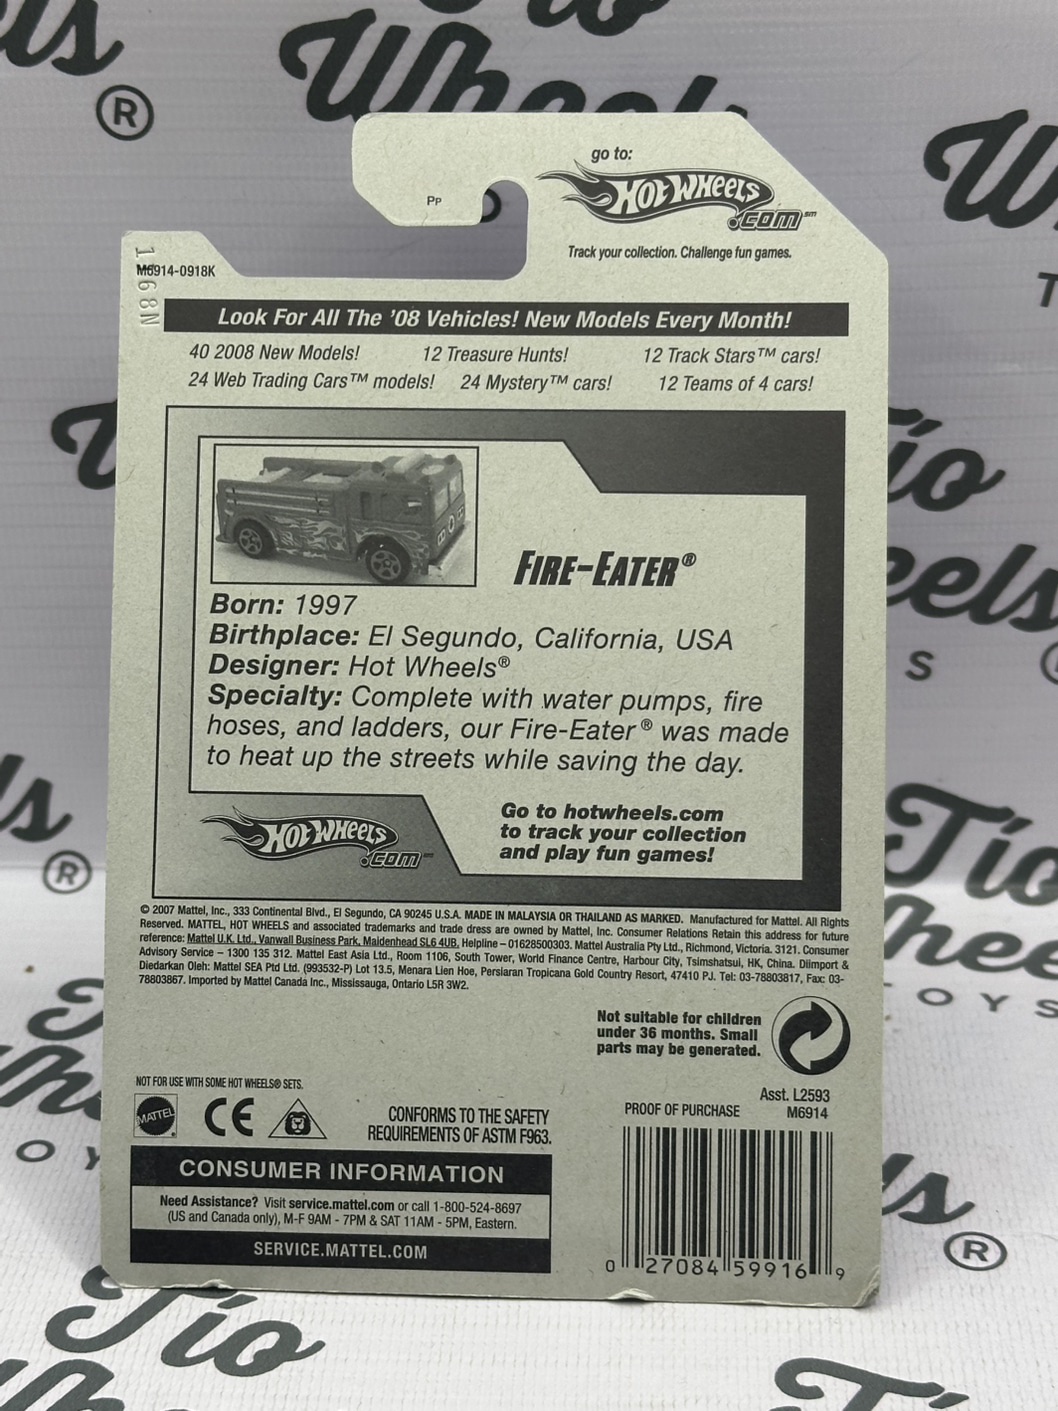 Tio
Wheels
®
go to:
HOT WHEELS
.COM℠
Pp
Track your collection. Challenge fun games.
M6914-0918K
Look For All The '08 Vehicles! New Models Every Month!
40 2008 New Models! 12 Treasure Hunts! 12 Track Stars™ cars!
24 Web Trading Cars™ models! 24 Mystery™ cars! 12 Teams of 4 cars!
FIRE-EATER®
Born: 1997
Birthplace: El Segundo, California, USA
Designer: Hot Wheels®
Specialty: Complete with water pumps, fire
hoses, and ladders, our Fire-Eater® was made
to heat up the streets while saving the day.
HOT WHEELS
.COM
Go to hotwheels.com
to track your collection
and play fun games!
© 2007 Mattel, Inc., 333 Continental Blvd., El Segundo, CA 90245 U.S.A. MADE IN MALAYSIA OR THAILAND AS MARKED. Manufactured for Mattel. All Rights
Reserved. MATTEL, HOT WHEELS and associated trademarks and trade dress are owned by Mattel, Inc. Consumer Relations Retain this address for future
reference: Mattel U.K. Ltd., Vanwall Business Park, Maidenhead SL6 4UB, Helpline – 01628500303. Mattel Australia Pty Ltd., Richmond, Victoria. 3121. Consumer
Advisory Service – 1300 135 312. Mattel East Asia Ltd., Room 1106, South Tower, World Finance Centre, Harbour City, Tsimshatsui, HK, China. Diimport &
Diedarkan Oleh: Mattel SEA Ptd Ltd. (993532-P) Lot 13.5, Menara Lien Hoe, Persiaran Tropicana Gold Country Resort, 47410 PJ. Tel: 03-78803817, Fax: 03-
78803867. Imported by Mattel Canada Inc., Mississauga, Ontario L5R 3W2.
Not suitable for children
under 36 months. Small
parts may be generated.
NOT FOR USE WITH SOME HOT WHEELS® SETS.
MATTEL
CE
CONFORMS TO THE SAFETY
REQUIREMENTS OF ASTM F963.
Asst. L2593
PROOF OF PURCHASE M6914
CONSUMER INFORMATION
Need Assistance? Visit service.mattel.com or call 1-800-524-8697
(US and Canada only), M-F 9AM - 7PM & SAT 11AM - 5PM, Eastern.
SERVICE.MATTEL.COM
0 27084 59916 9
Tio